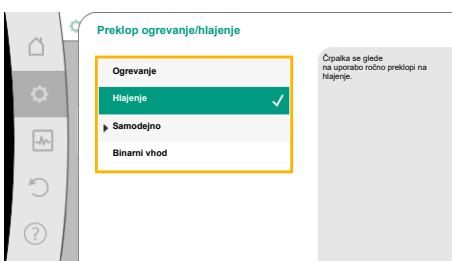 Preklop ogrevanje/hlajenje
Ogrevanje
Hlajenje
Samodejno
Binarni vhod
Črpalka se glede
na uporabo ročno preklopi na
hlajenje.